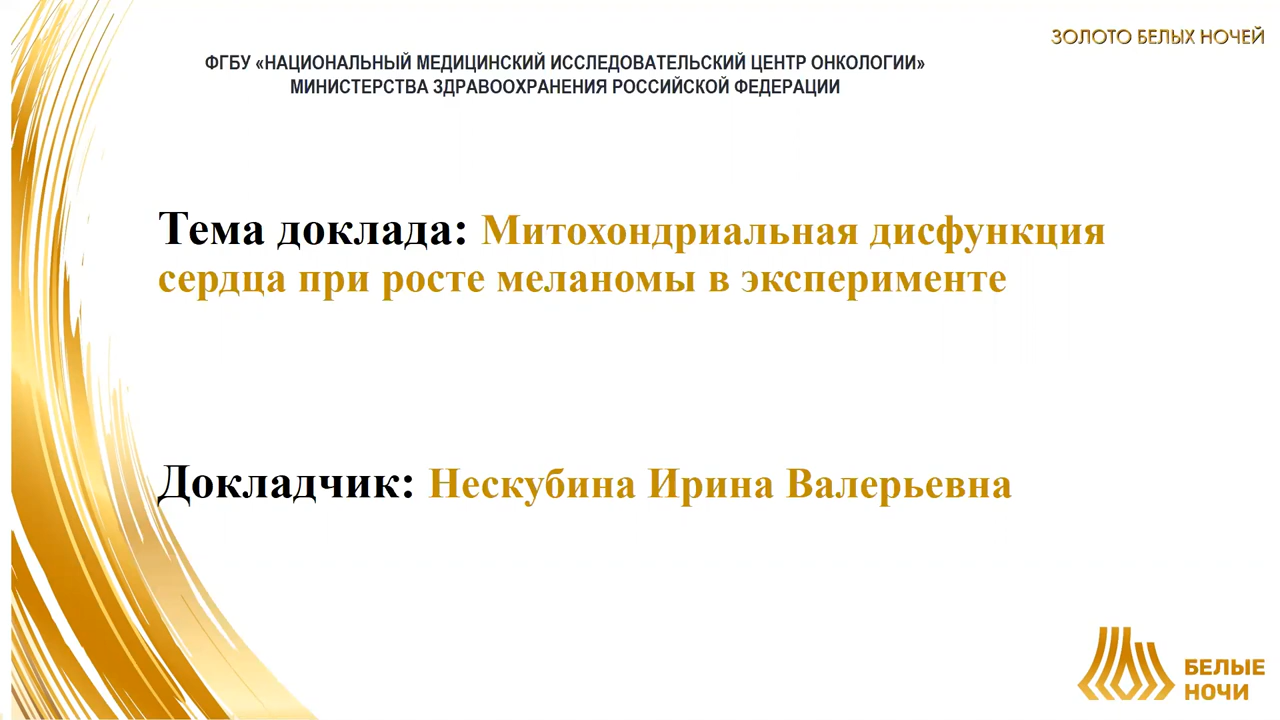 ЗОЛОТО БЕЛЫХ НОЧЕЙ
ФГБУ «НАЦИОНАЛЬНЫЙ МЕДИЦИНСКИЙ ИССЛЕДОВАТЕЛЬСКИЙ ЦЕНТР ОНКОЛОГИИ»
МИНИСТЕРСТВА ЗДРАВООХРАНЕНИЯ РОССИЙСКОЙ ФЕДЕРАЦИИ
Тема доклада: Митохондриальная дисфункция
сердца при росте меланомы в эксперименте
Докладчик: Нескубина Ирина Валерьевна
БЕЛЫЕ
НОЧИ